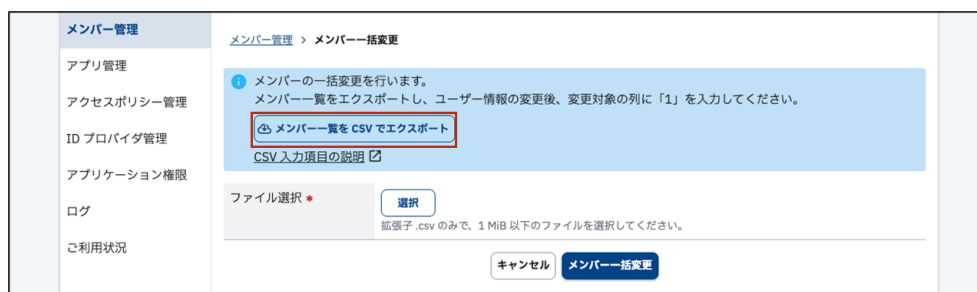 メンバー管理
アプリ管理
アクセスポリシー管理
ID プロバイダ管理
アプリケーション権限
ログ
ご利用状況
メンバー管理 > メンバー一括変更
メンバーの一括変更を行います。
メンバー一覧をエクスポートし、ユーザー情報の変更後、変更対象の列に「1」を入力してください。
メンバー一覧を CSV でエクスポート
CSV 入力項目の説明
ファイル選択 *
選択
拡張子 .csv のみで、1 MiB 以下のファイルを選択してください。
キャンセル メンバー一括変更